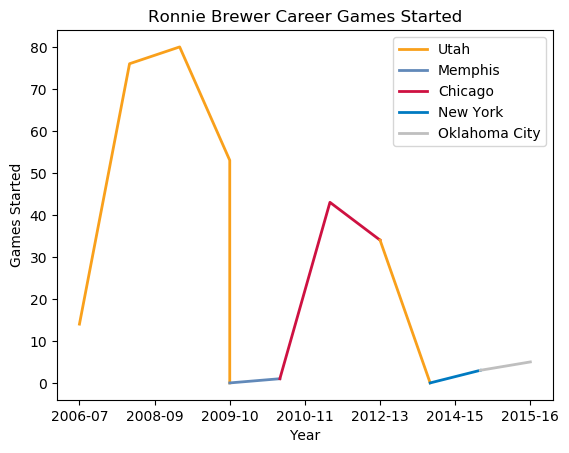 Ronnie Brewer Career Games Started
Utah
Memphis
Chicago
New York
Oklahoma City
80
70
60
50
40
30
20
10
0
Games Started
2006-07 2008-09 2009-10 2010-11 2012-13 2014-15 2015-16
Year